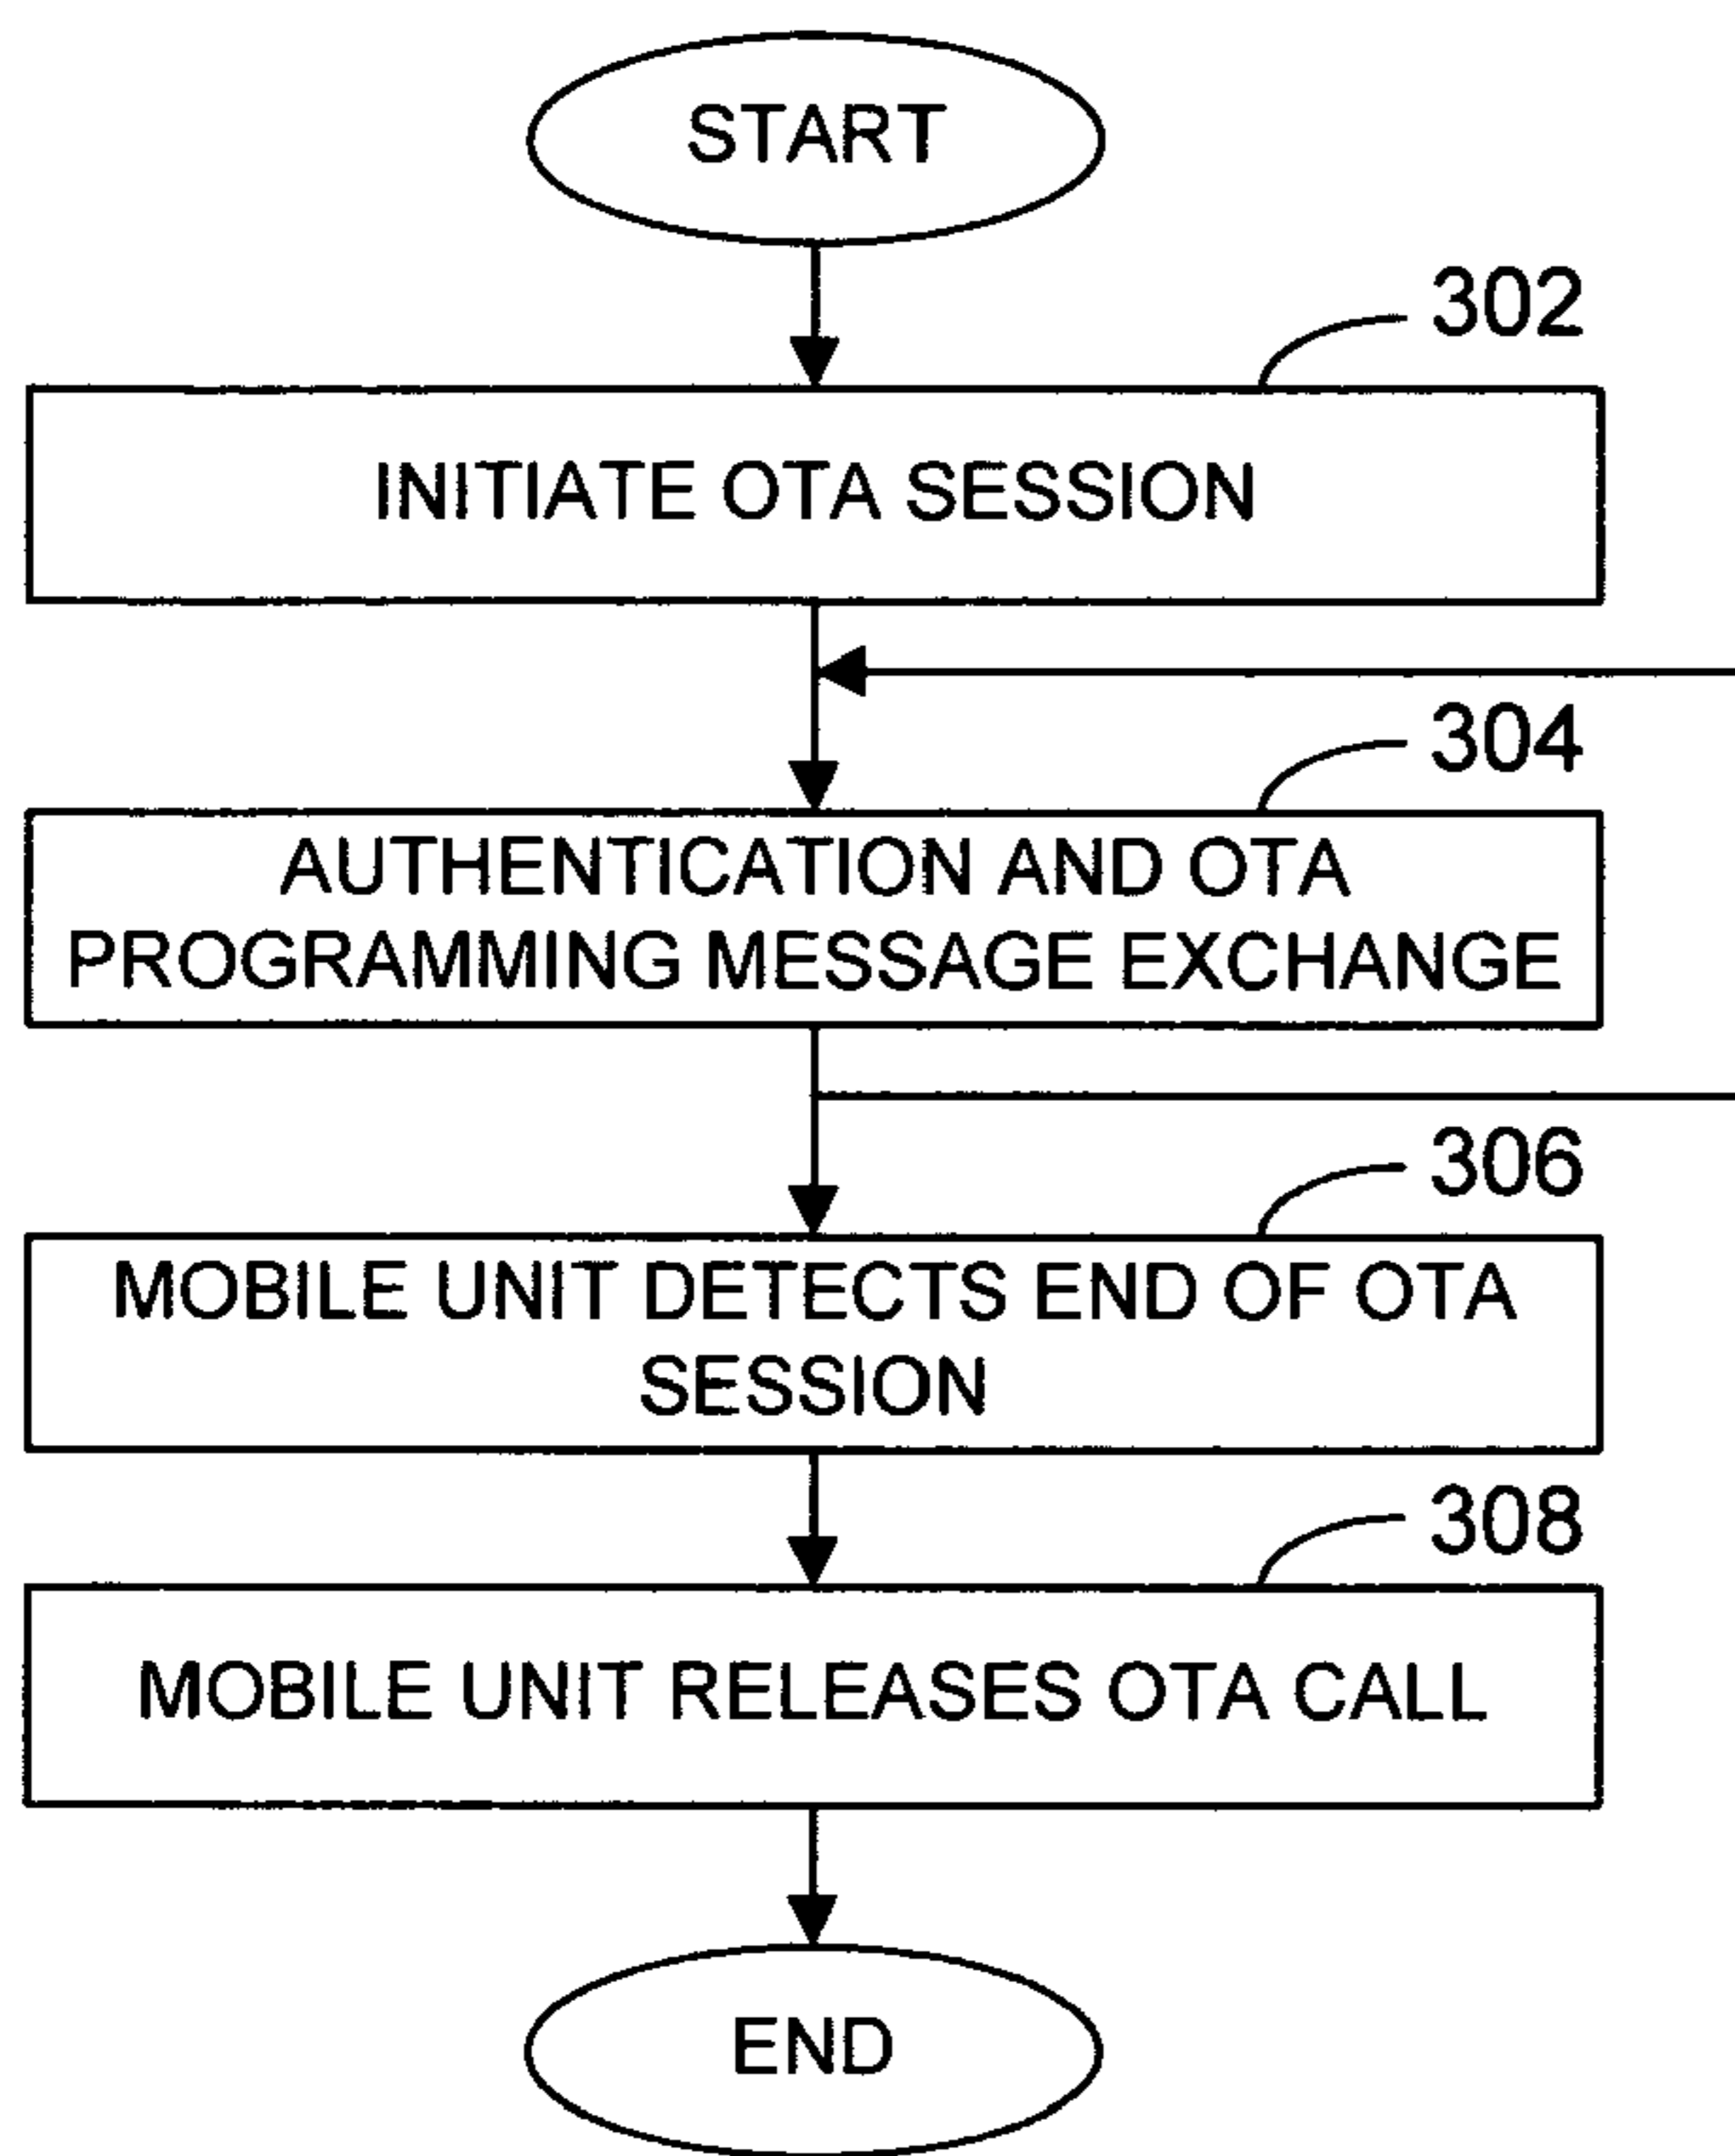 START
302
INITIATE OTA SESSION
304
AUTHENTICATION AND OTA
PROGRAMMING MESSAGE EXCHANGE
306
MOBILE UNIT DETECTS END OF OTA
SESSION
308
MOBILE UNIT RELEASES OTA CALL
END